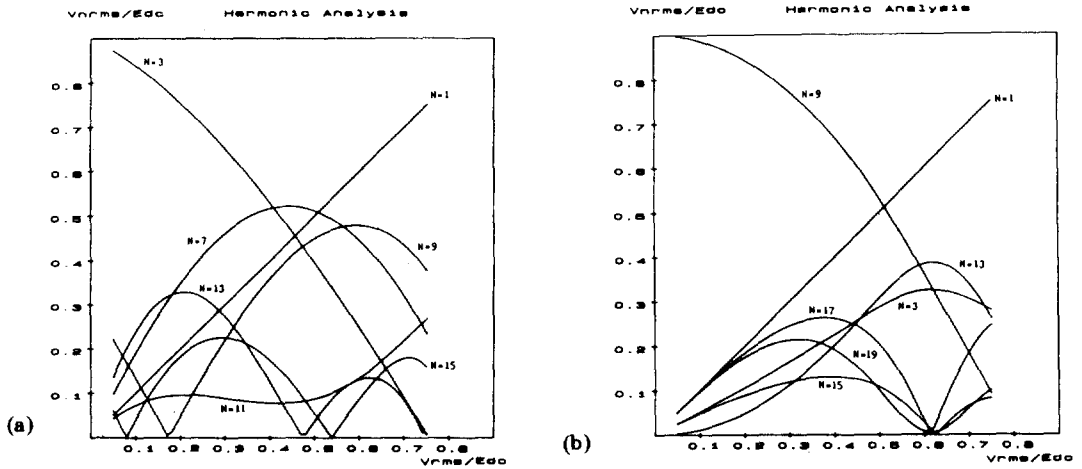 Vnrms/Edc Harmonic Analysis
N=3
N=1
0.8
0.7
0.6
0.5
N=7
N=9
0.4
N=13
0.3
0.2
N=15
0.1
N=11
(a)
0.1 0.2 0.3 0.4 0.5 0.6 0.7 0.8
Vrms/Edc
Vnrms/Edc Harmonic Analysis
N=9
N=1
0.8
0.7
0.6
0.5
0.4
N=13
0.3
N=17
N=3
0.2
N=19
N=15
0.1
(b)
0.1 0.2 0.3 0.4 0.5 0.6 0.7 0.8
Vrms/Edc